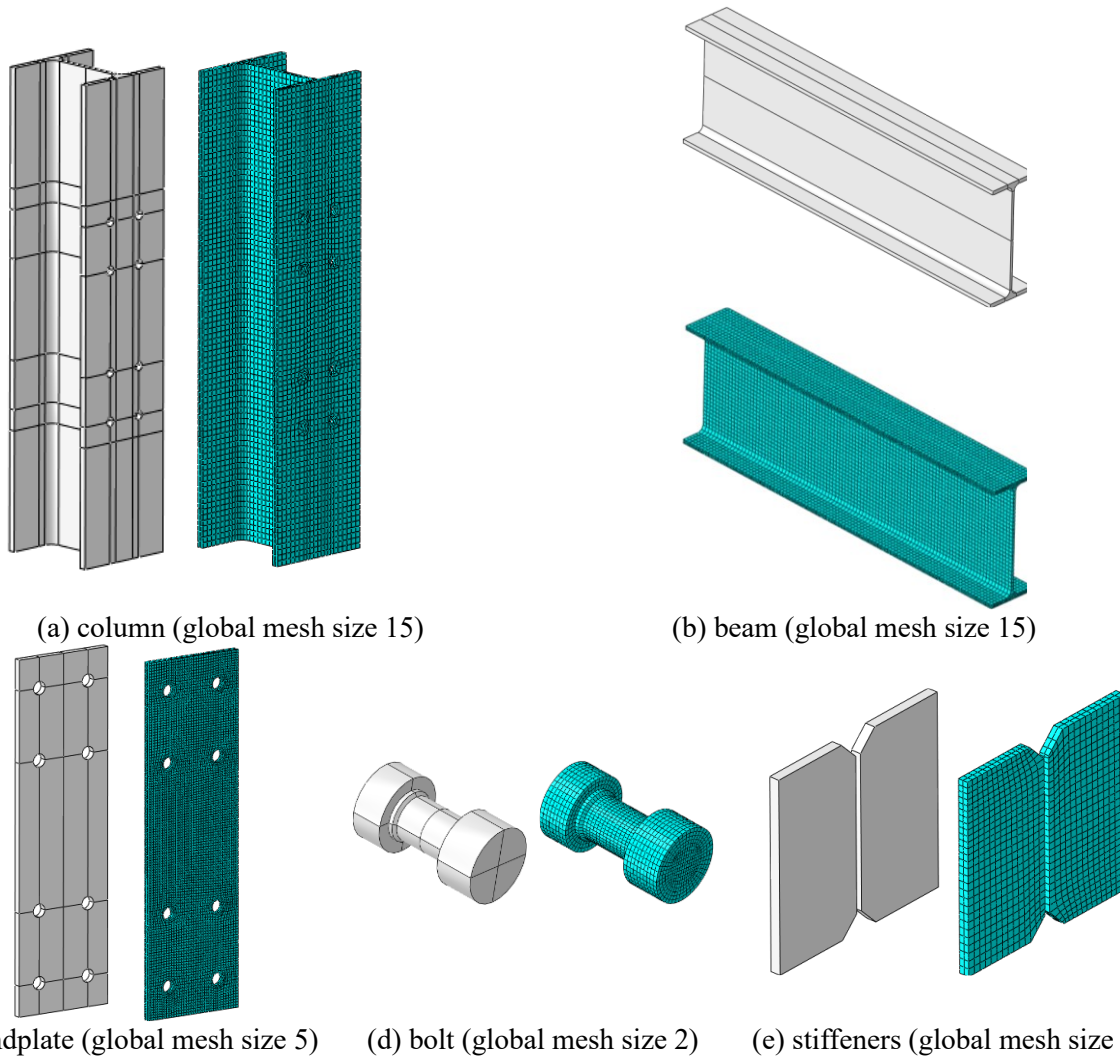 (a) column (global mesh size 15)
(b) beam (global mesh size 15)
ndplate (global mesh size 5)
(d) bolt (global mesh size 2)
(e) stiffeners (global mesh size